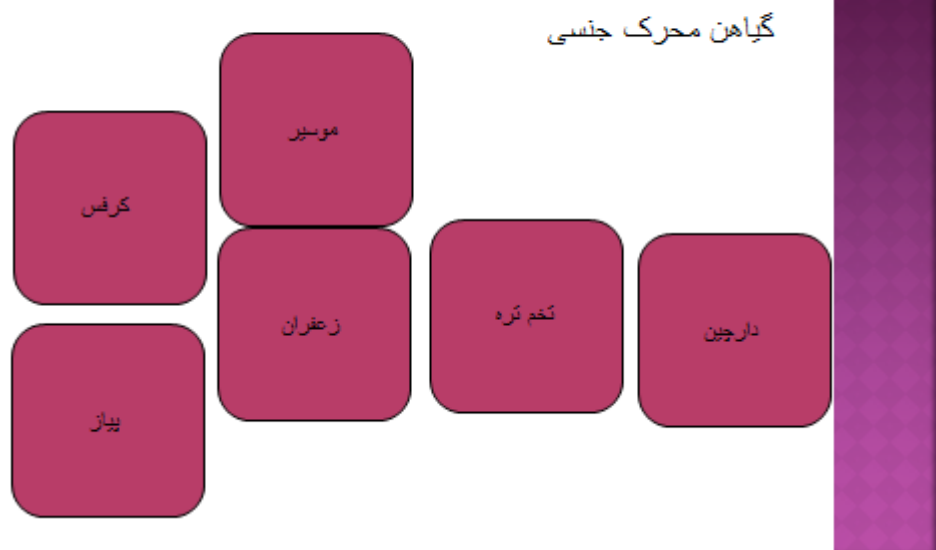 گیاهن محرک جنسی
موسیر
کرفس
دارچین
تخم تره
زعفران
پیاز